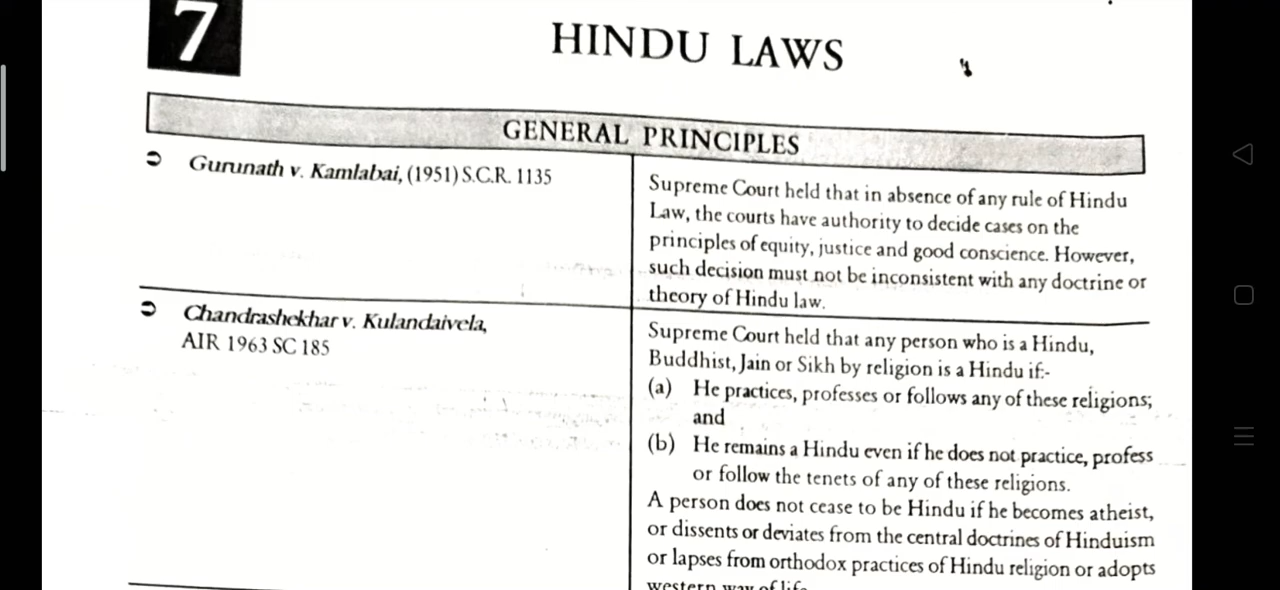 7
HINDU LAWS
GENERAL PRINCIPLES
➲ Gurunath v. Kamlabai, (1951) S.C.R. 1135
Supreme Court held that in absence of any rule of Hindu
Law, the courts have authority to decide cases on the
principles of equity, justice and good conscience. However,
such decision must not be inconsistent with any doctrine or
theory of Hindu law.
➲ Chandrashekhar v. Kulandaivela,
AIR 1963 SC 185
Supreme Court held that any person who is a Hindu,
Buddhist, Jain or Sikh by religion is a Hindu if:-
(a) He practices, professes or follows any of these religions;
and
(b) He remains a Hindu even if he does not practice, profess
or follow the tenets of any of these religions.
A person does not cease to be Hindu if he becomes atheist,
or dissents or deviates from the central doctrines of Hinduism
or lapses from orthodox practices of Hindu religion or adopts
western way of life